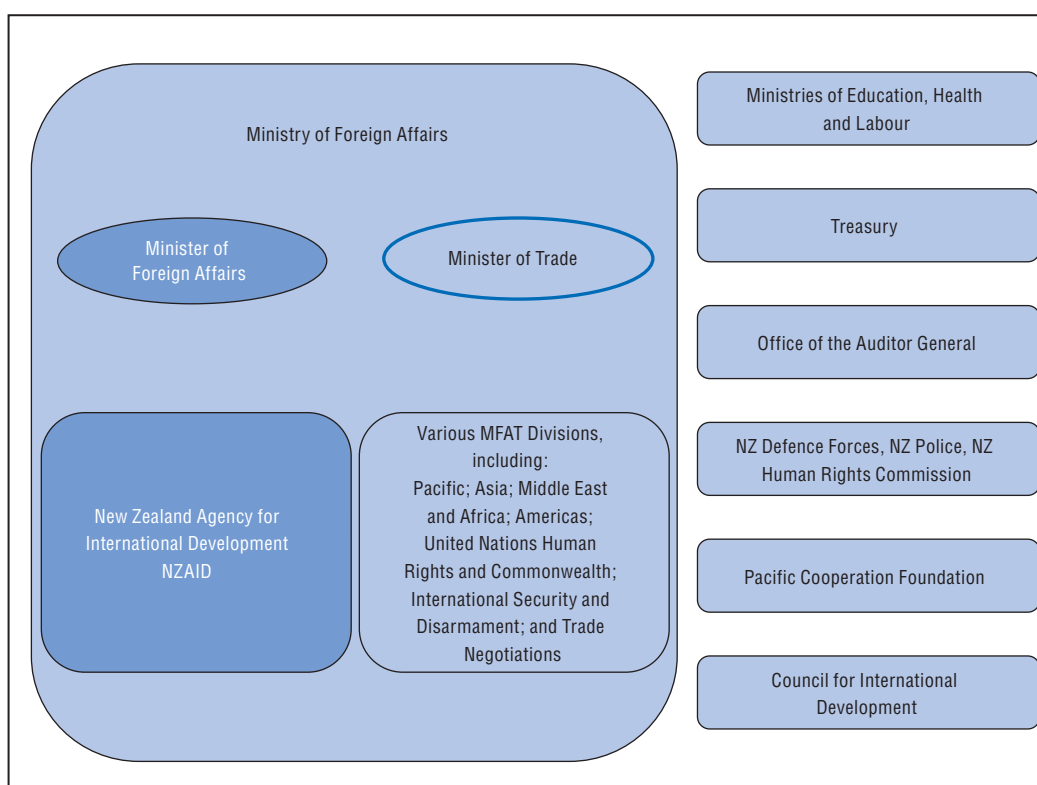 Ministry of Foreign Affairs
Minister of
Foreign Affairs
Minister of Trade
New Zealand Agency for
International Development
NZAID
Various MFAT Divisions,
including:
Pacific; Asia; Middle East
and Africa; Americas;
United Nations Human
Rights and Commonwealth;
International Security and
Disarmament; and Trade
Negotiations
Ministries of Education, Health
and Labour
Treasury
Office of the Auditor General
NZ Defence Forces, NZ Police, NZ
Human Rights Commission
Pacific Cooperation Foundation
Council for International
Development